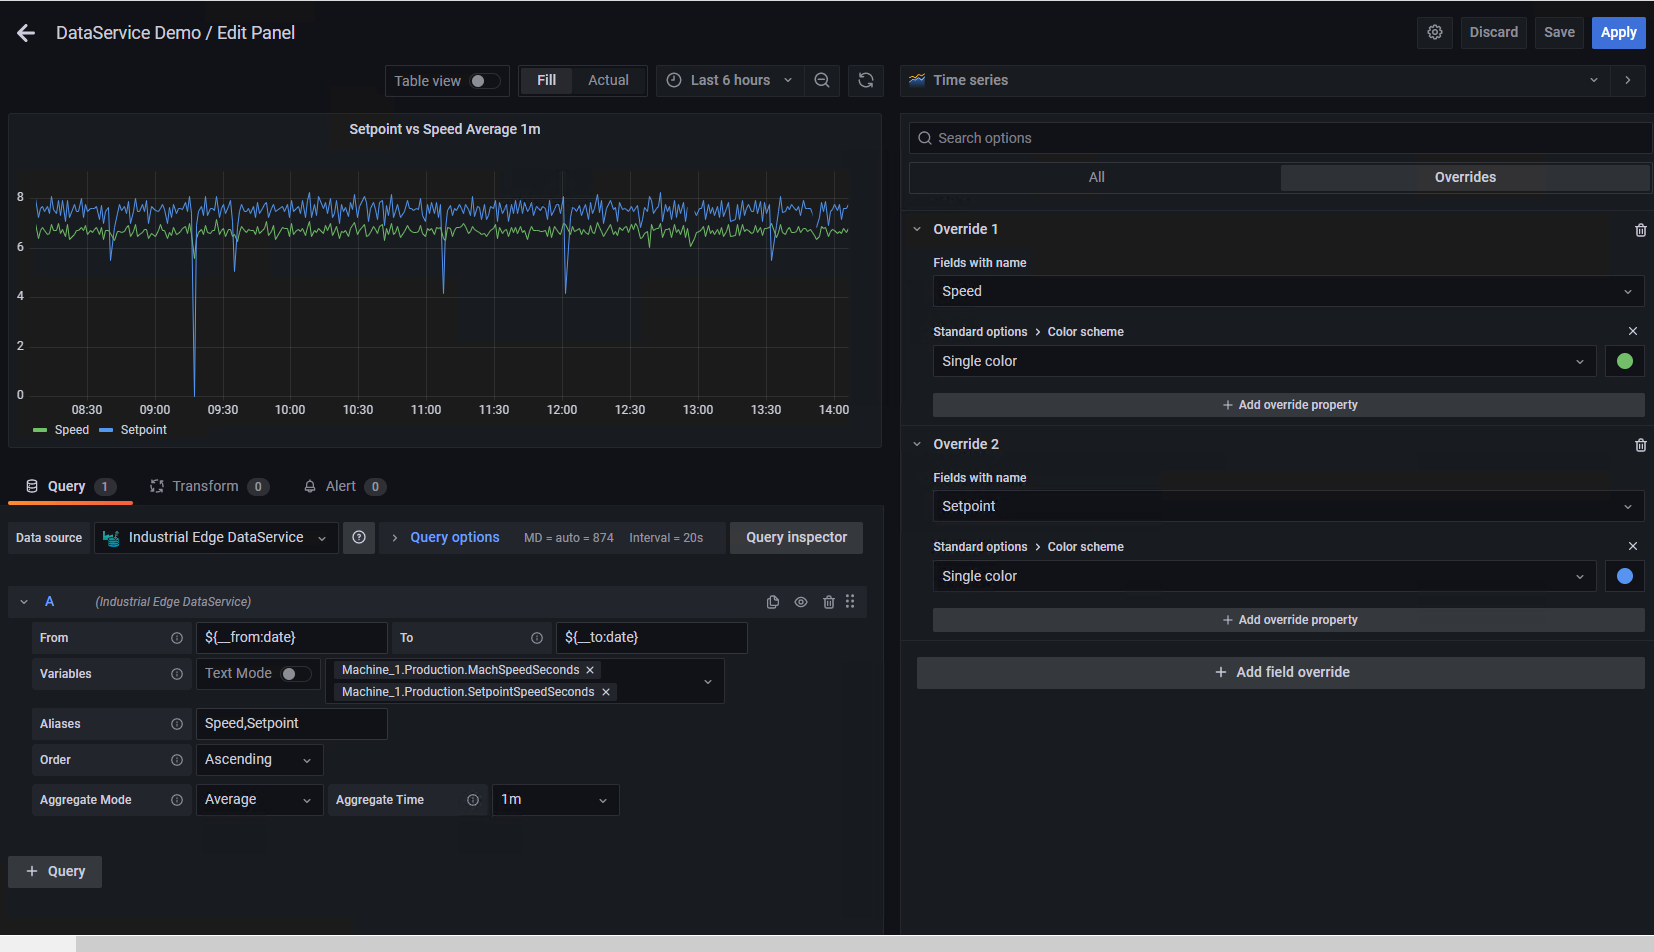 DataService Demo / Edit Panel
Discard
Save
Apply
Table view
Fill
Actual
Last 6 hours
Time series
Setpoint vs Speed Average 1m
8
6
4
2
0
08:30 09:00 09:30 10:00 10:30 11:00 11:30 12:00 12:30 13:00 13:30 14:00
Speed Setpoint
Query 1
Transform 0
Alert 0
Data source
Industrial Edge DataService
Query options
MD = auto = 874
Interval = 20s
Query inspector
A
(Industrial Edge DataService)
From
${__from:date}
To
${__to:date}
Variables
Text Mode
Machine_1.Production.MachSpeedSeconds
Machine_1.Production.SetpointSpeedSeconds
Aliases
Speed,Setpoint
Order
Ascending
Aggregate Mode
Average
Aggregate Time
1m
+ Query
Search options
All
Overrides
Override 1
Fields with name
Speed
Standard options > Color scheme
Single color
+ Add override property
Override 2
Fields with name
Setpoint
Standard options > Color scheme
Single color
+ Add override property
+ Add field override